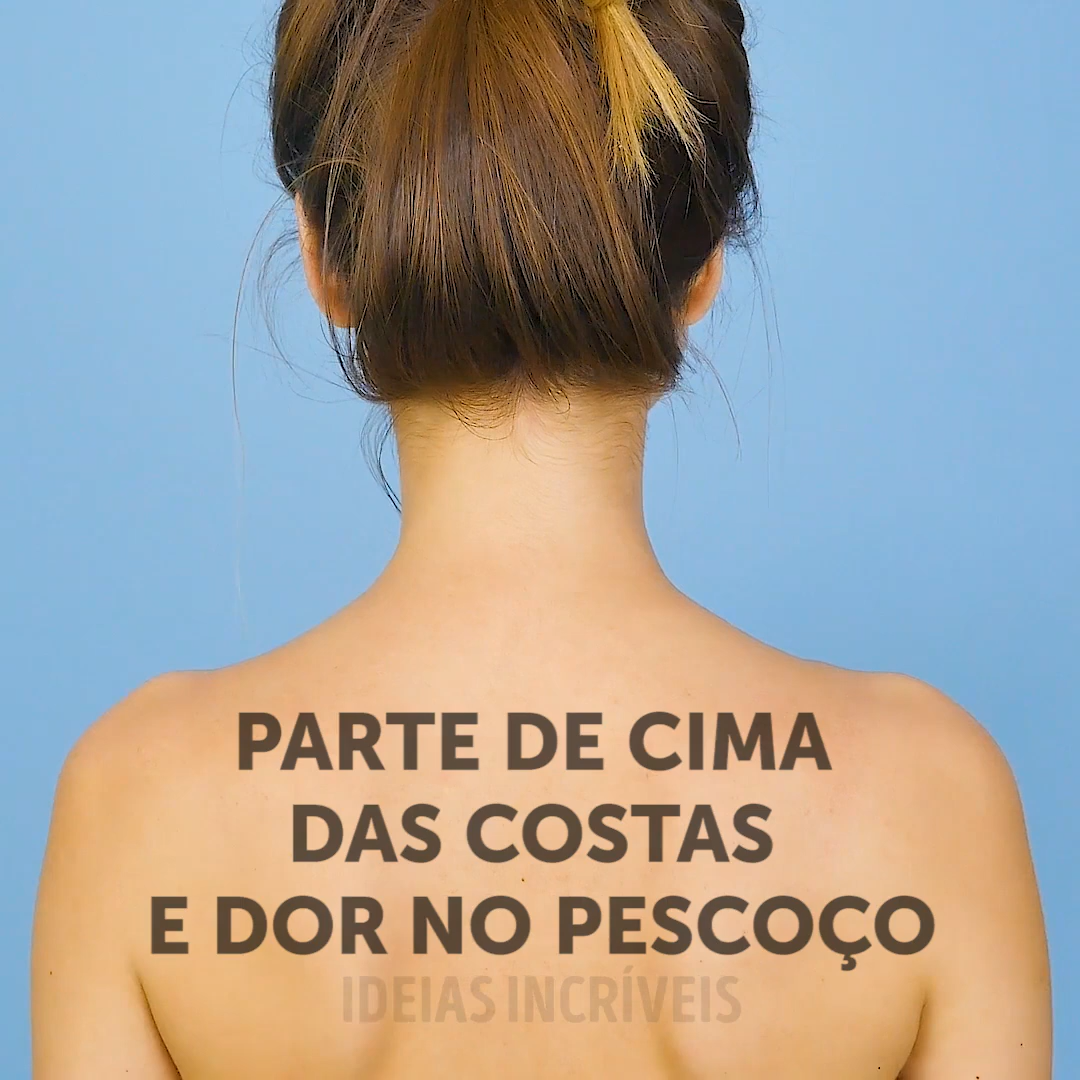 PARTE DE CIMA
DAS COSTAS
E DOR NO PESCOÇO
IDEIAS INCRÍVEIS